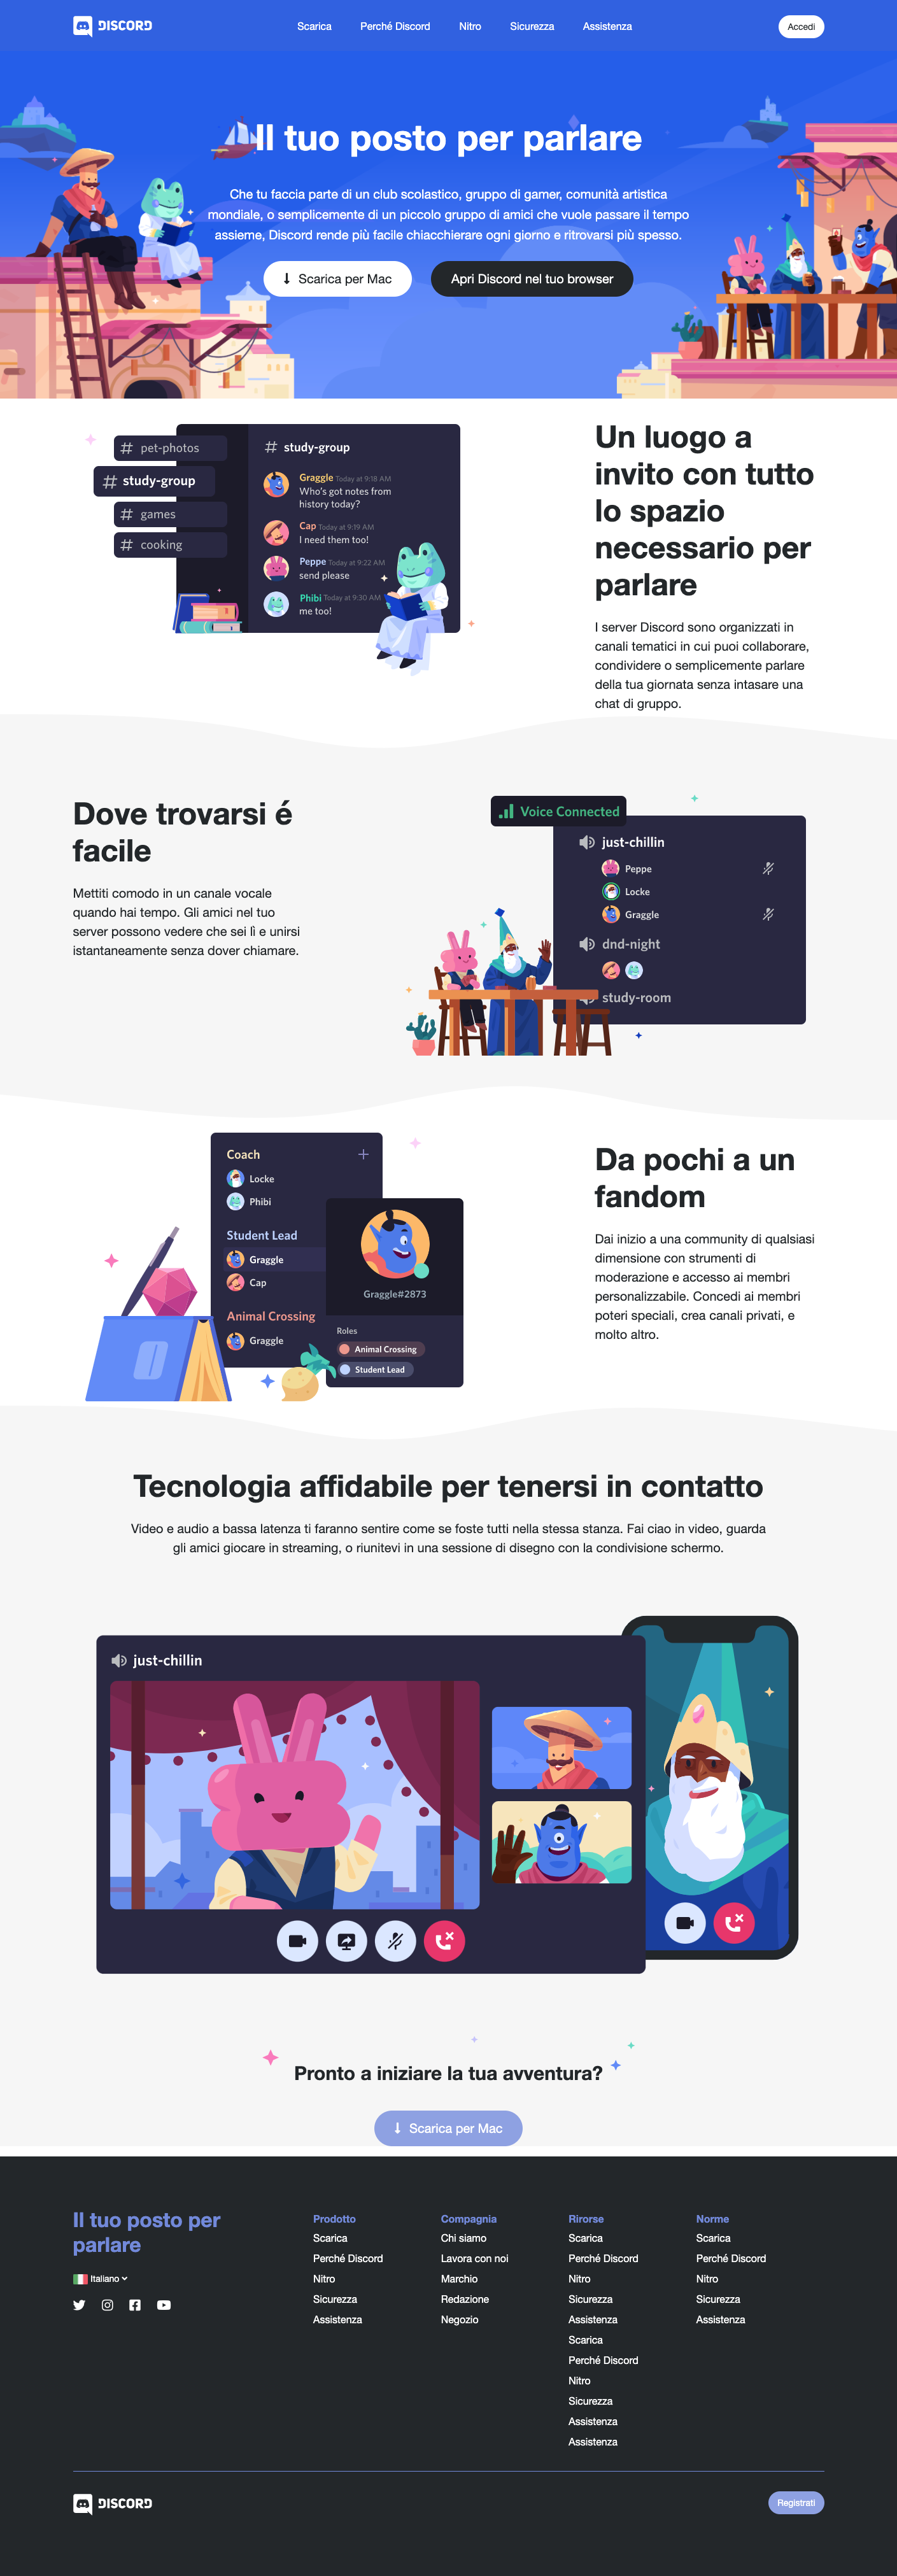 DISCORD
Scarica
Perché Discord
Nitro
Sicurezza
Assistenza
Accedi
Il tuo posto per parlare
Che tu faccia parte di un club scolastico, gruppo di gamer, comunità artistica
mondiale, o semplicemente di un piccolo gruppo di amici che vuole passare il tempo
assieme, Discord rende più facile chiacchierare ogni giorno e ritrovarsi più spesso.
Scarica per Mac
Apri Discord nel tuo browser
# pet-photos
# study-group
# games
# cooking
# study-group
Graggle Today at 9:18 AM
Who's got notes from
history today?
Cap Today at 9:19 AM
I need them too!
Peppe Today at 9:22 AM
send please
Phibi Today at 9:30 AM
me too!
Un luogo a
invito con tutto
lo spazio
necessario per
parlare
I server Discord sono organizzati in
canali tematici in cui puoi collaborare,
condividere o semplicemente parlare
della tua giornata senza intasare una
chat di gruppo.
Dove trovarsi é
facile
Mettiti comodo in un canale vocale
quando hai tempo. Gli amici nel tuo
server possono vedere che sei lì e unirsi
istantaneamente senza dover chiamare.
Voice Connected
just-chillin
Peppe
Locke
Graggle
dnd-night
study-room
Coach
Locke
Phibi
Student Lead
Graggle
Cap
Animal Crossing
Graggle
Graggle#2873
Roles
Animal Crossing
Student Lead
Da pochi a un
fandom
Dai inizio a una community di qualsiasi
dimensione con strumenti di
moderazione e accesso ai membri
personalizzabile. Concedi ai membri
poteri speciali, crea canali privati, e
molto altro.
Tecnologia affidabile per tenersi in contatto
Video e audio a bassa latenza ti faranno sentire come se foste tutti nella stessa stanza. Fai ciao in video, guarda
gli amici giocare in streaming, o riunitevi in una sessione di disegno con la condivisione schermo.
just-chillin
Pronto a iniziare la tua avventura?
Scarica per Mac
Il tuo posto per
parlare
Italiano
Prodotto
Scarica
Perché Discord
Nitro
Sicurezza
Assistenza
Compagnia
Chi siamo
Lavora con noi
Marchio
Redazione
Negozio
Rirorse
Scarica
Perché Discord
Nitro
Sicurezza
Assistenza
Scarica
Perché Discord
Nitro
Sicurezza
Assistenza
Assistenza
Norme
Scarica
Perché Discord
Nitro
Sicurezza
Assistenza
DISCORD
Registrati